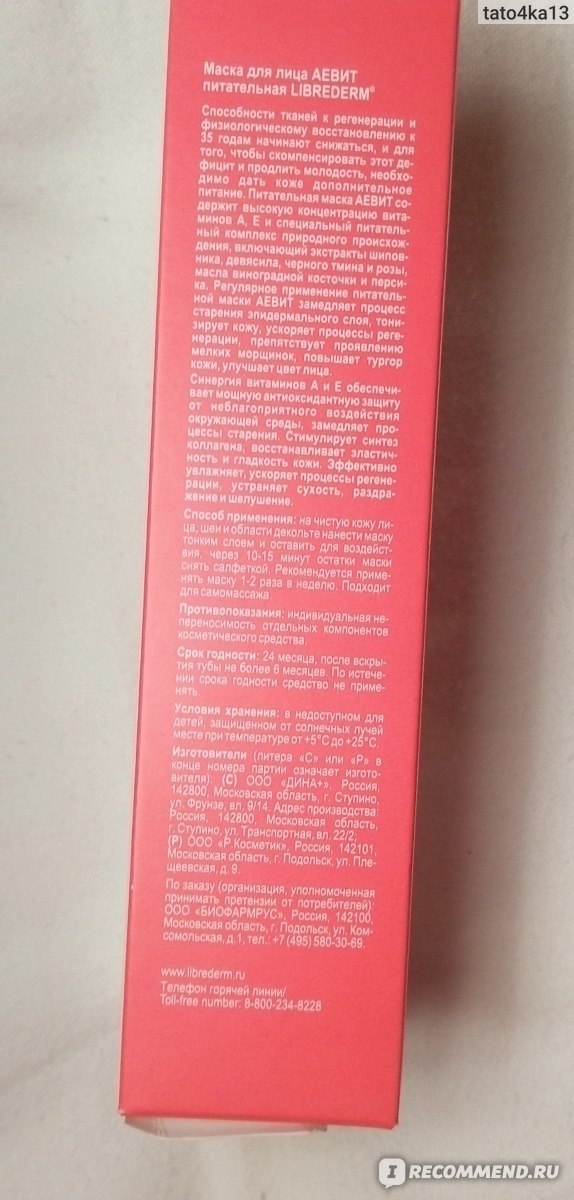 tato4ka13
Маска для лица АЕВИТ
питательная LIBREDERM®
Способности тканей к регенерации и
физиологическому восстановлению к
35 годам начинают снижаться, и для
того, чтобы скомпенсировать этот де-
фицит и продлить молодость, необхо-
димо дать коже дополнительное
питание. Питательная маска АЕВИТ со-
держит высокую концентрацию вита-
минов А, Е и специальный питатель-
ный комплекс природного происхож-
дения, включающий экстракты шипов-
ника, девясила, черного тмина и розы,
масла виноградной косточки и перси-
ка. Регулярное применение питатель-
ной маски АЕВИТ замедляет процесс
старения эпидермального слоя, тони-
зирует кожу, ускоряет процессы реге-
нерации, препятствует проявлению
мелких морщинок, повышает тургор
кожи, улучшает цвет лица.
Синергия витаминов А и Е обеспечи-
вает мощную антиоксидантную защиту
от неблагоприятного воздействия
окружающей среды, замедляет про-
цессы старения. Стимулирует синтез
коллагена, восстанавливает эластич-
ность и гладкость кожи. Эффективно
увлажняет, ускоряет процессы регене-
рации, устраняет сухость, раздра-
жение и шелушение.
Способ применения: на чистую кожу ли-
ца, шеи и области декольте нанести маску
тонким слоем и оставить для воздейст-
вия, через 10-15 минут остатки маски
снять салфеткой. Рекомендуется приме-
нять маску 1-2 раза в неделю. Подходит
для самомассажа.
Противопоказания: индивидуальная не-
переносимость отдельных компонентов
косметического средства.
Срок годности: 24 месяца, после вскры-
тия тубы не более 6 месяцев. По истече-
нии срока годности средство не приме-
нять.
Условия хранения: в недоступном для
детей, защищенном от солнечных лучей
месте при температуре от +5°С до +25°С.
Изготовители (литера «С» или «Р» в
конце номера партии означает изгото-
вителя): (С) ООО «ДИНА+», Россия,
142800, Московская область, г. Ступино,
ул. Фрунзе, вл. 9/14. Адрес производства:
Россия, 142800, Московская область,
г. Ступино, ул. Транспортная, вл. 22/2;
(Р) ООО «Р.Косметик», Россия, 142101,
Московская область, г. Подольск, ул. Пле-
щеевская, д. 9.
По заказу (организация, уполномоченная
принимать претензии от потребителей):
ООО «БИОФАРМРУС», Россия, 142100,
Московская область, г. Подольск, ул. Ком-
сомольская, д.1, тел.: +7 (495) 580-30-69.
www.librederm.ru
Телефон горячей линии/
Toll-free number: 8-800-234-8228
IRECOMMEND.RU